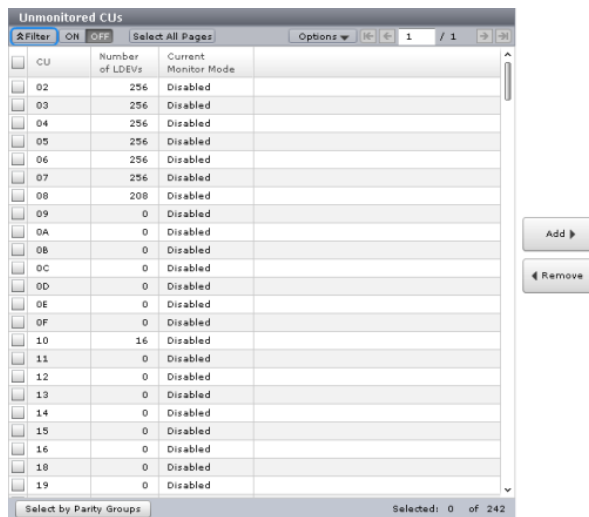 Unmonitored CUs
Filter ON OFF Select All Pages Options 1 / 1
CU Number of LDEVs Current Monitor Mode
02 256 Disabled
03 256 Disabled
04 256 Disabled
05 256 Disabled
06 256 Disabled
07 256 Disabled
08 208 Disabled
09 0 Disabled
0A 0 Disabled
0B 0 Disabled
0C 0 Disabled
0D 0 Disabled
0E 0 Disabled
0F 0 Disabled
10 16 Disabled
11 0 Disabled
12 0 Disabled
13 0 Disabled
14 0 Disabled
15 0 Disabled
16 0 Disabled
18 0 Disabled
19 0 Disabled
Select by Parity Groups Selected: 0 of 242
Add
Remove